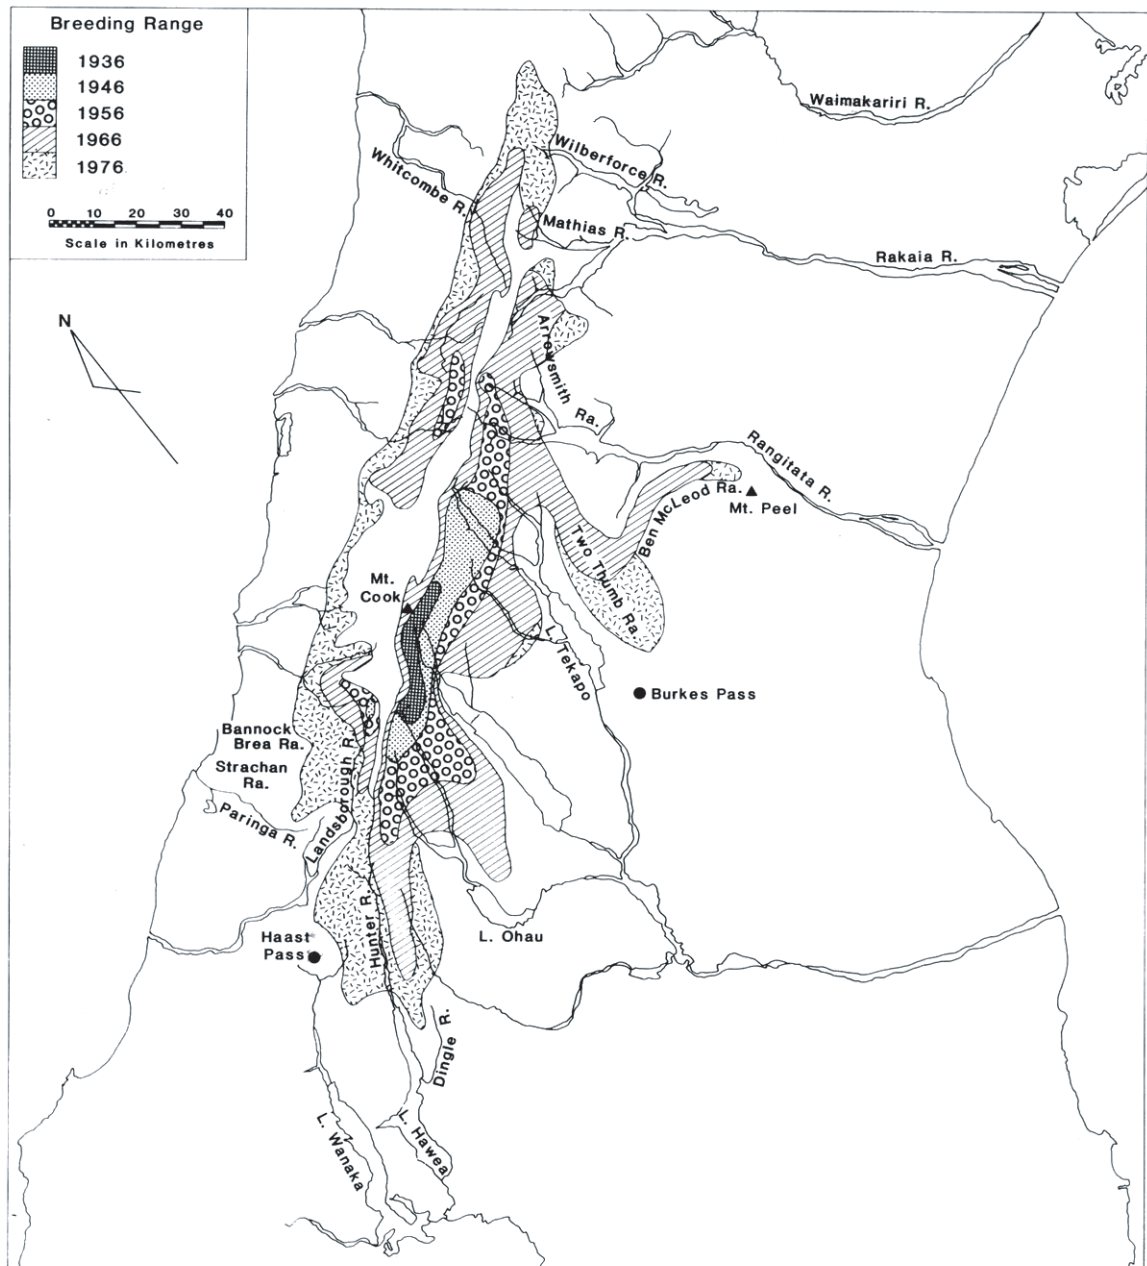 Breeding Range
1936
1946
1956
1966
1976
0 10 20 30 40
Scale in Kilometres
N
Waimakariri R.
Wilberforce R.
Whitcombe R.
Mathias R.
Rakaia R.
Arrowsmith Ra.
Rangitata R.
Ben McLeod Ra.
Mt. Peel
Two Thumb Ra.
Mt.
Cook
L. Tekapo
Burkes Pass
Bannock
Brea Ra.
Strachan
Ra.
Landsborough R.
Paringa R.
Haast
Pass
Hunter R.
L. Ohau
Dingle R.
L. Wanaka
L. Hawea